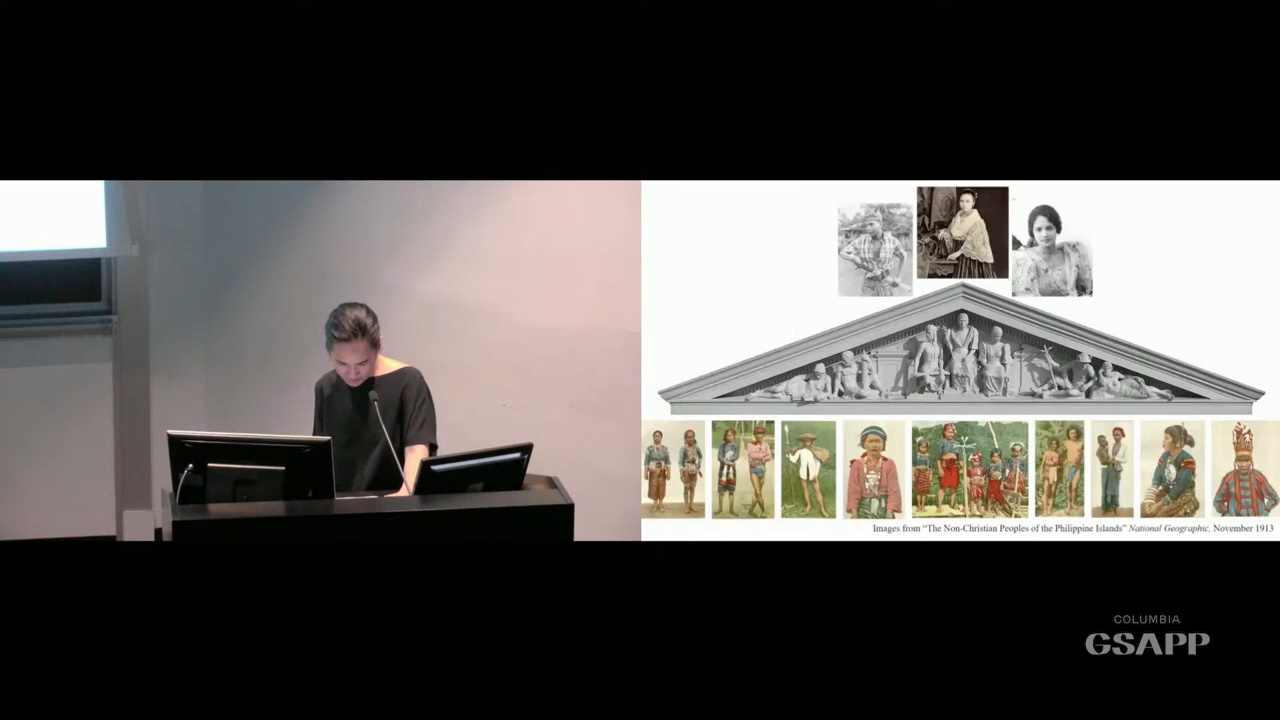 Images from “The Non-Christian Peoples of the Philippine Islands” National Geographic, November 1913
COLUMBIA
GSAPP